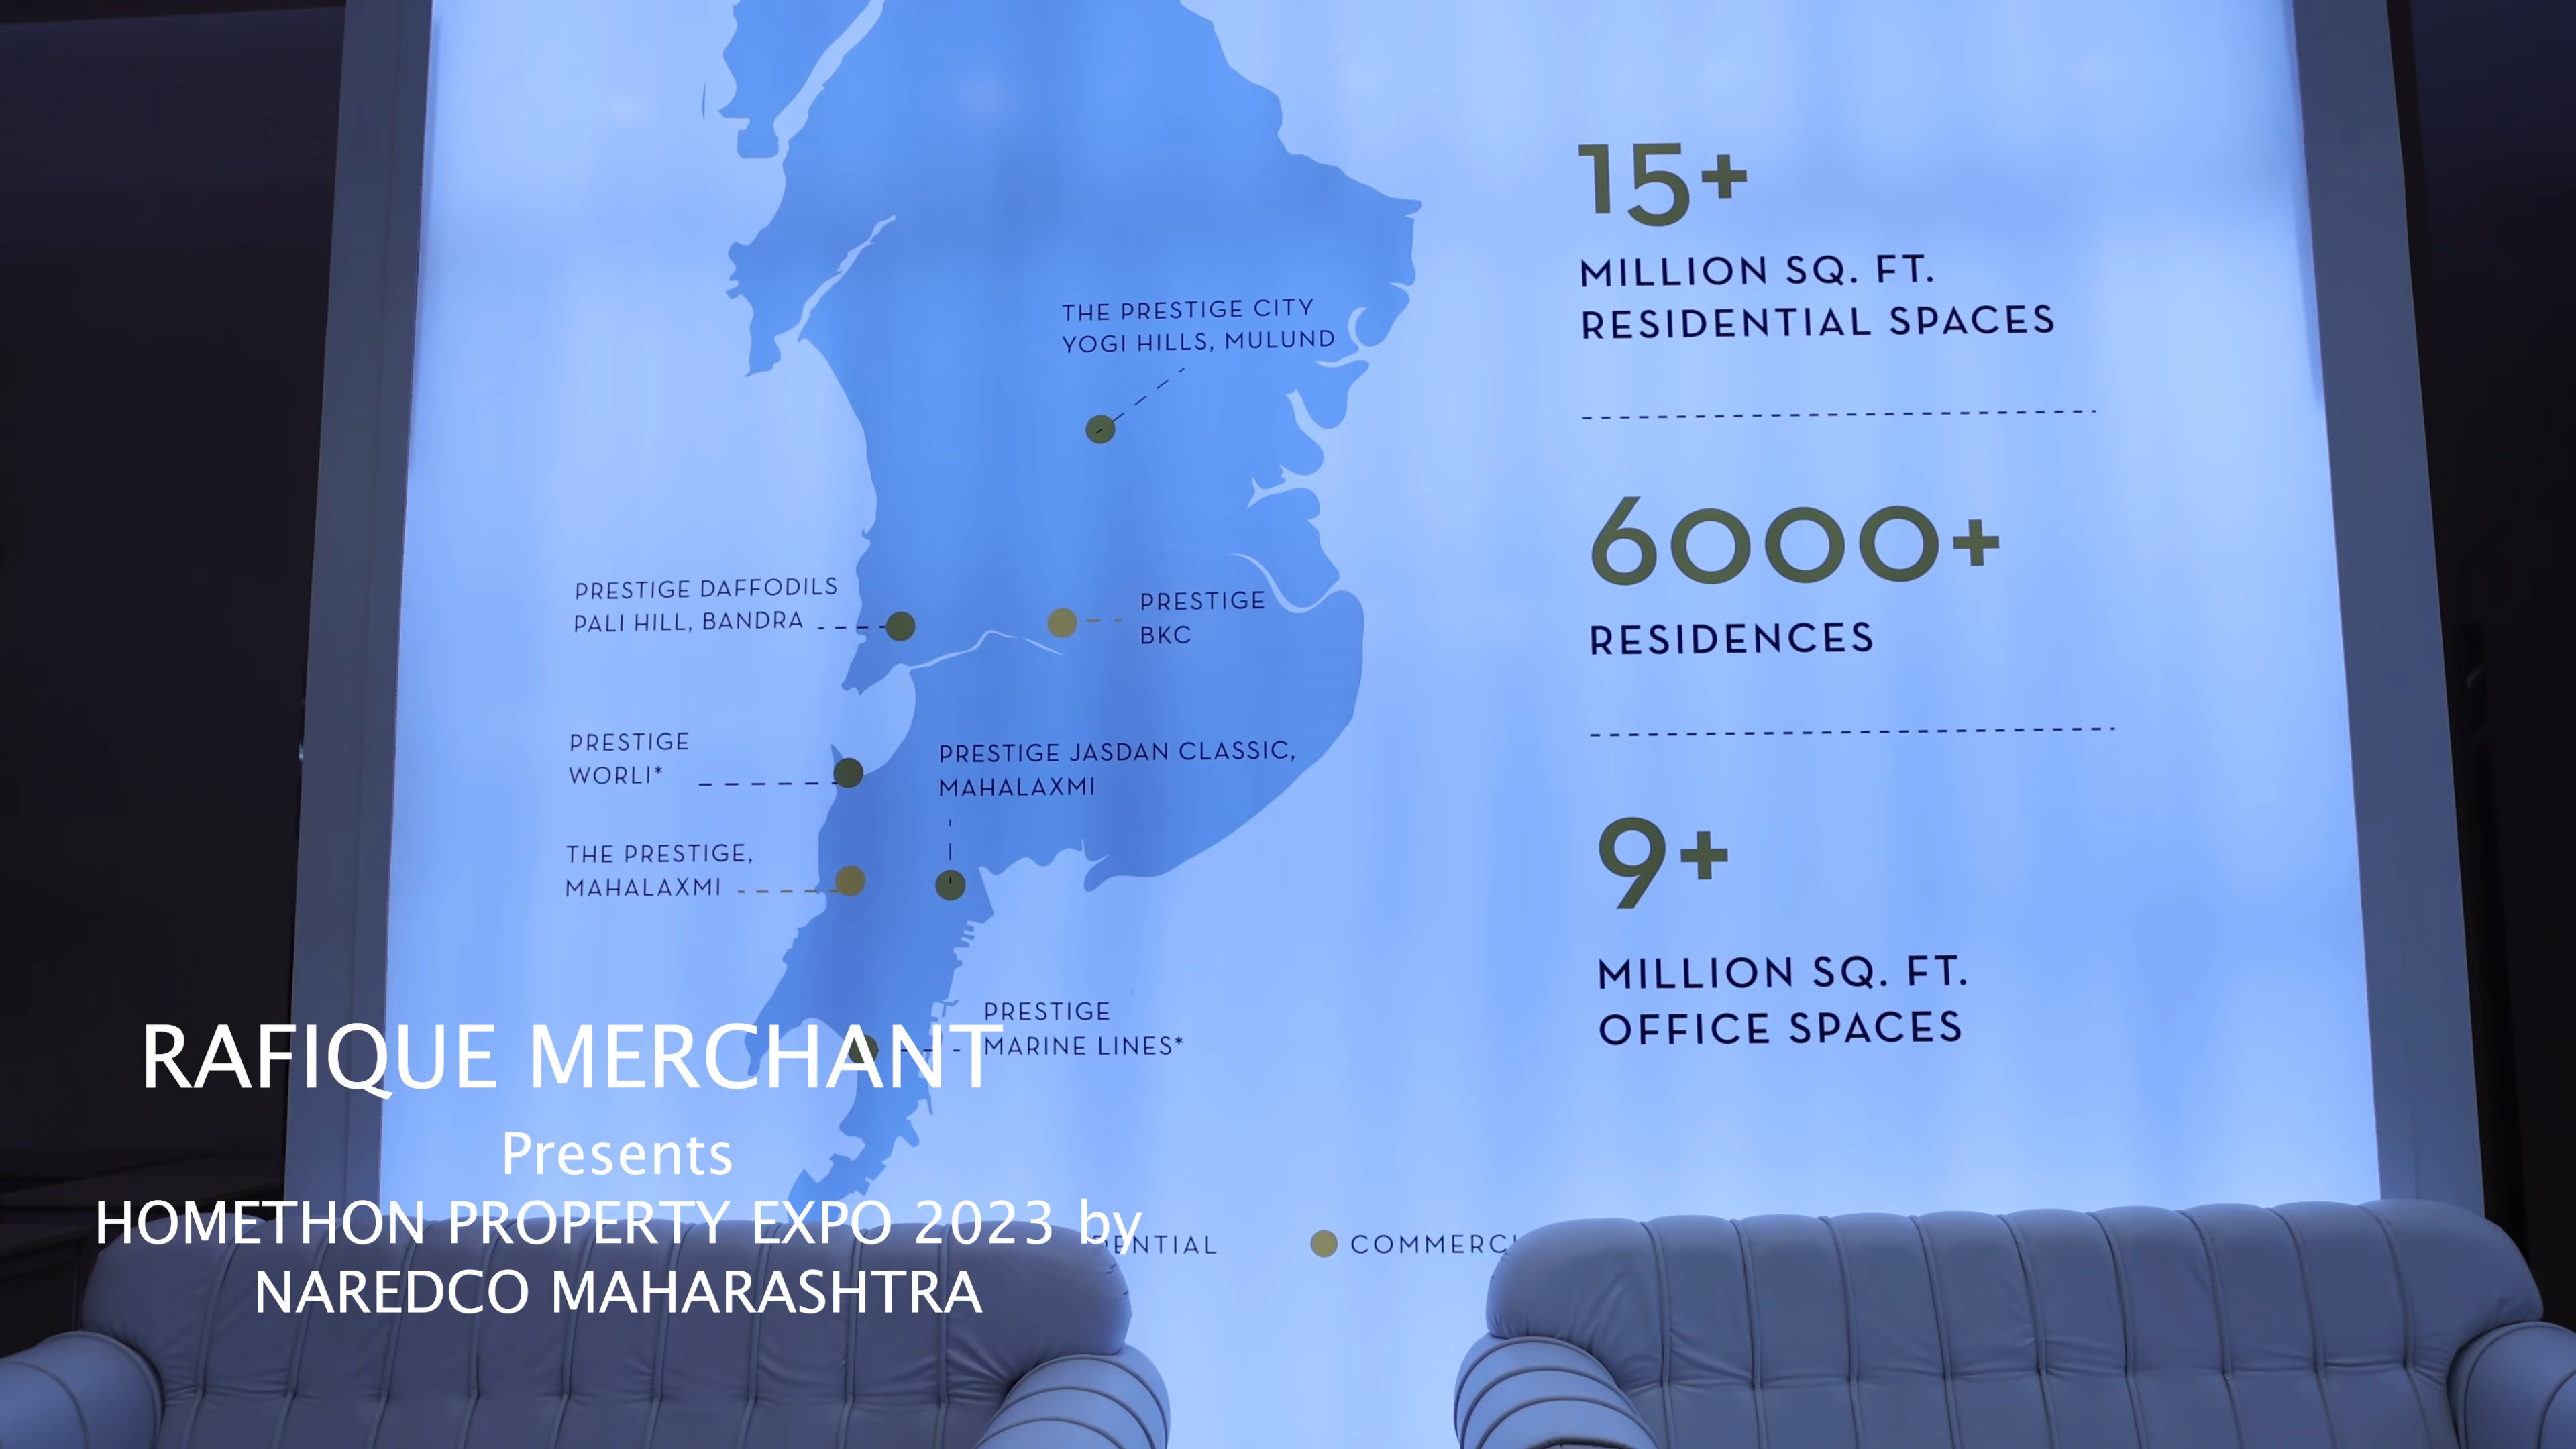 15+
MILLION SQ. FT.
RESIDENTIAL SPACES
THE PRESTIGE CITY
YOGI HILLS, MULUND
6000+
RESIDENCES
PRESTIGE DAFFODILS
PALI HILL, BANDRA
PRESTIGE
BKC
PRESTIGE
WORLI*
PRESTIGE JASDAN CLASSIC,
MAHALAXMI
THE PRESTIGE,
MAHALAXMI
9+
MILLION SQ. FT.
OFFICE SPACES
PRESTIGE
MARINE LINES*
RAFIQUE MERCHANT
Presents
HOMETHON PROPERTY EXPO 2023 by
NAREDCO MAHARASHTRA